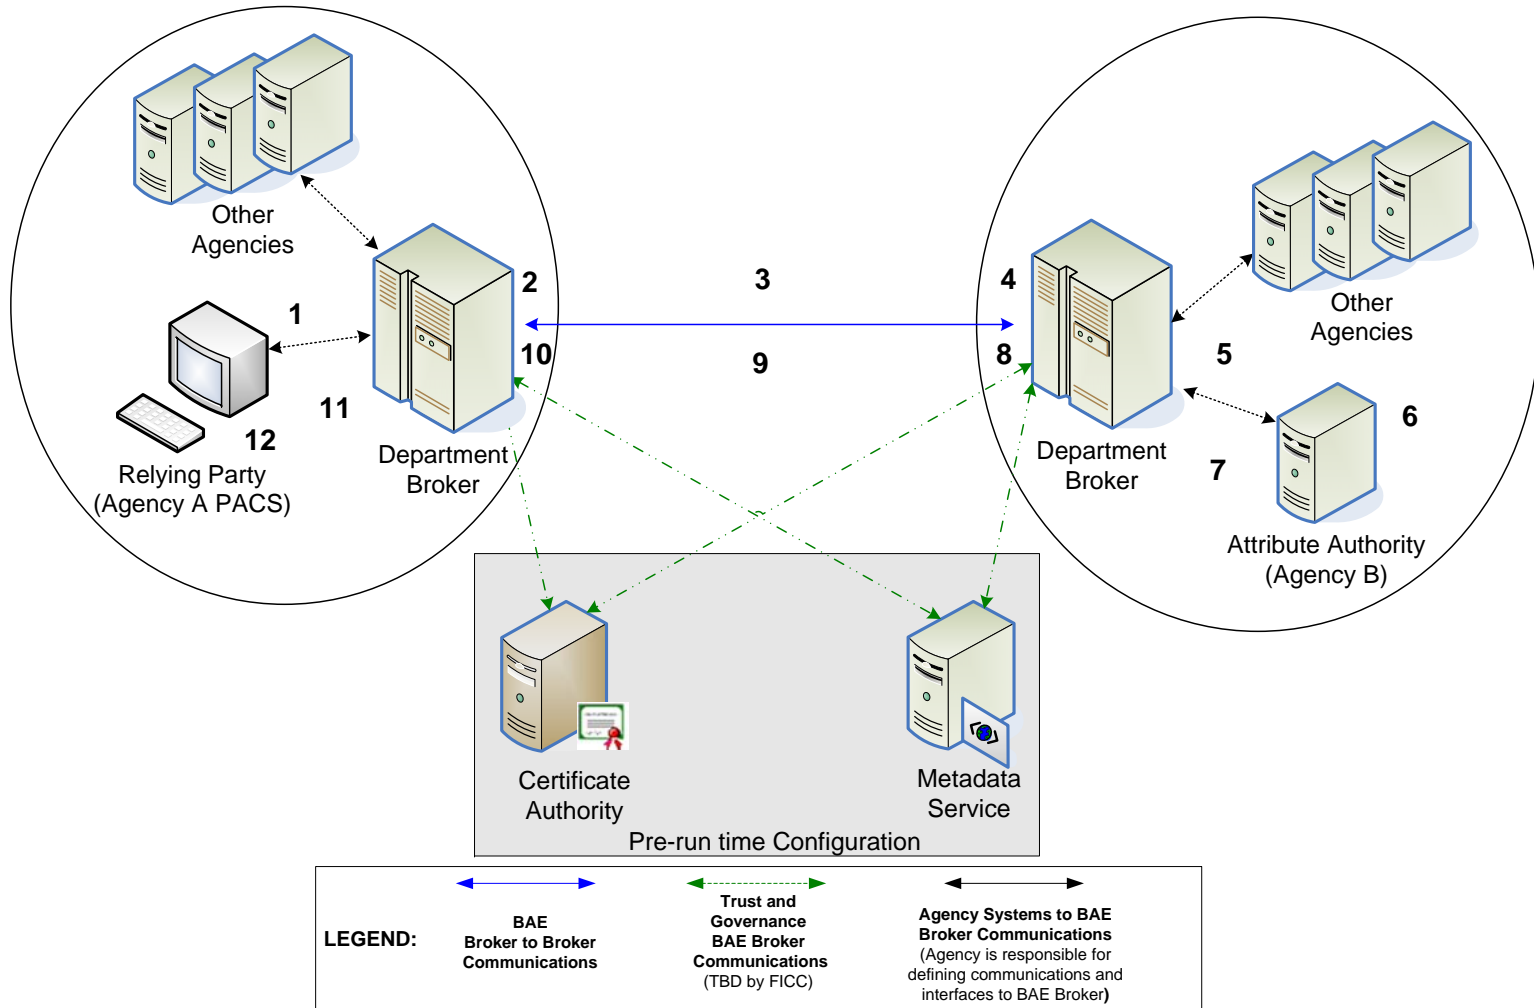 Other
Agencies
2
3
4
1
Other
Agencies
10
9
8
5
11
6
12
7
Department
Broker
Department
Broker
Relying Party
(Agency A PACS)
Attribute Authority
(Agency B)
Certificate
Authority
Metadata
Service
Pre-run time Configuration
LEGEND:
BAE
Broker to Broker
Communications
Trust and
Governance
BAE Broker
Communications
(TBD by FICC)
Agency Systems to BAE
Broker Communications
(Agency is responsible for
defining communications and
interfaces to BAE Broker)